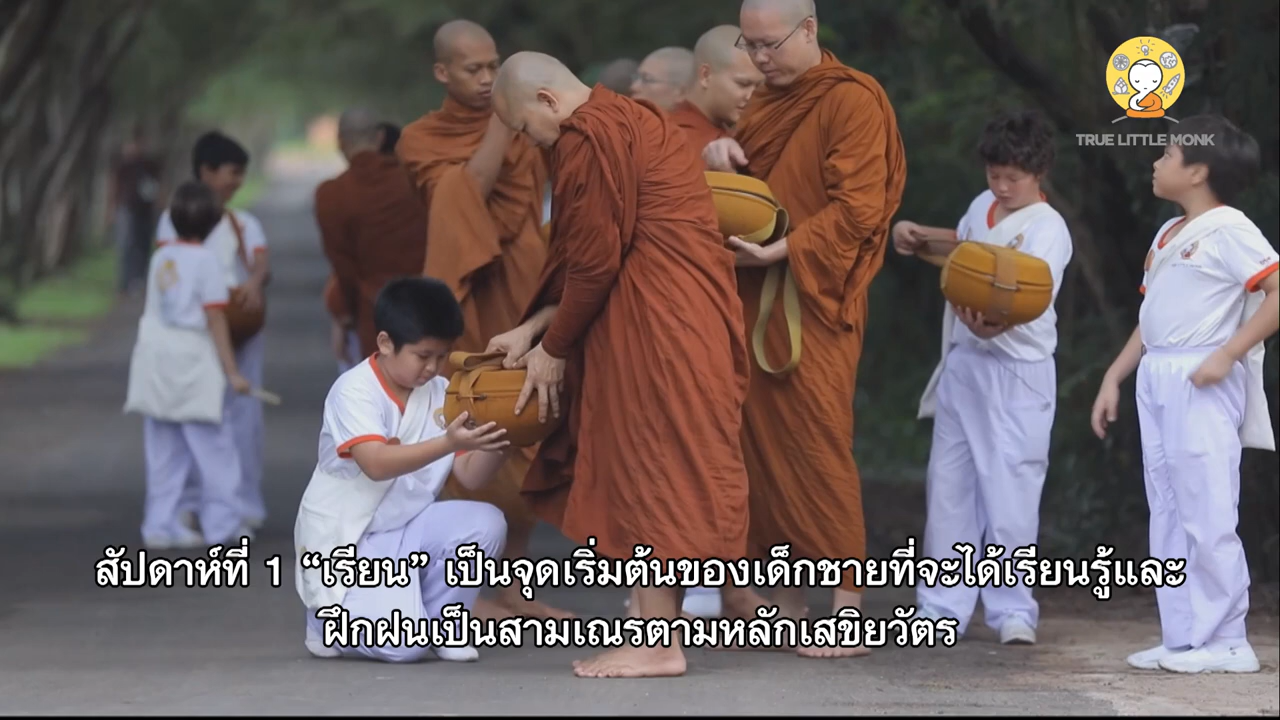 TRUE LITTLE MONK
สัปดาห์ที่ 1 “เรียน” เป็นจุดเริ่มต้นของเด็กชายที่จะได้เรียนรู้และ
ฝึกฝนเป็นสามเณรตามหลักเสขิยวัตร